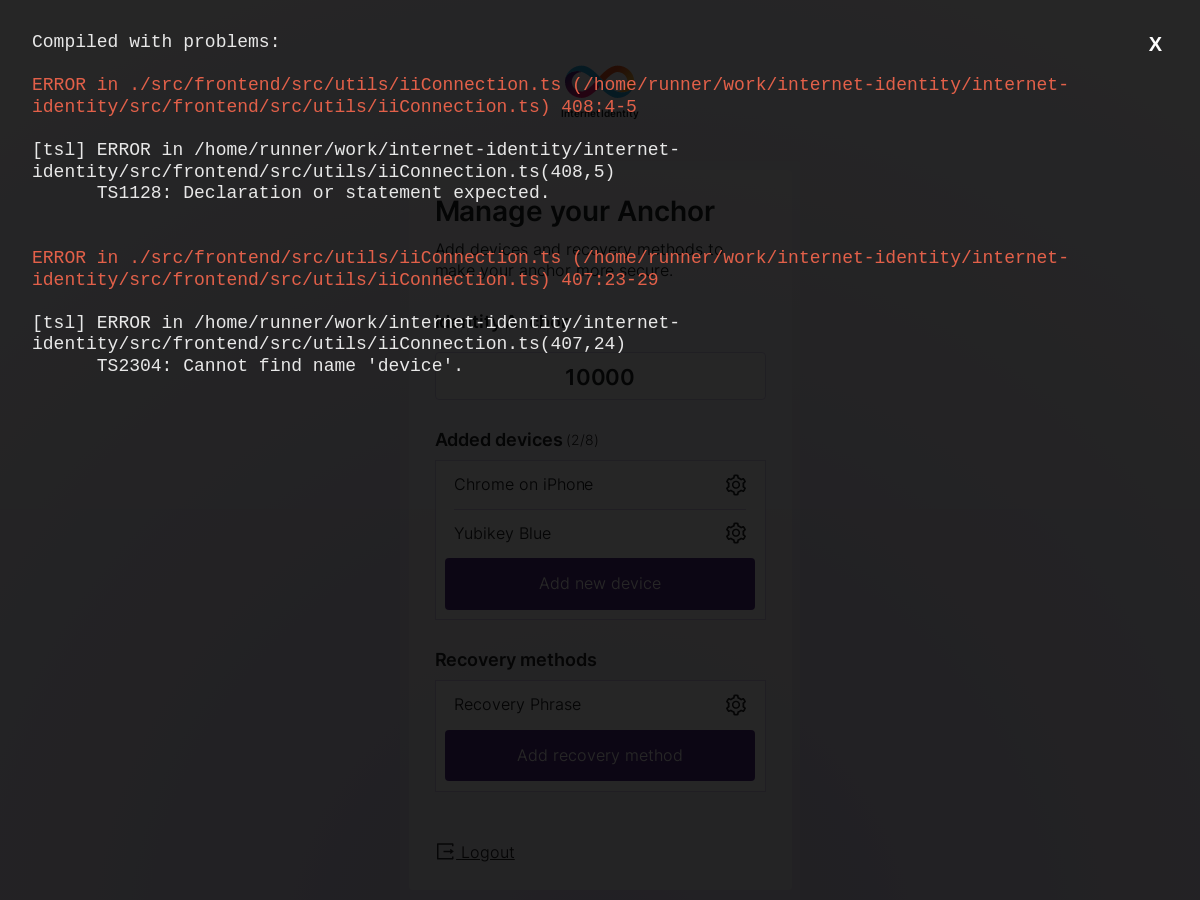 Compiled with problems:
X
ERROR in ./src/frontend/src/utils/iiConnection.ts (/home/runner/work/internet-identity/internet-
identity/src/frontend/src/utils/iiConnection.ts) 408:4-5
InternetIdentity
[tsl] ERROR in /home/runner/work/internet-identity/internet-
identity/src/frontend/src/utils/iiConnection.ts(408,5)
TS1128: Declaration or statement expected.
Manage your Anchor
Add devices and recovery methods to
make your anchor more secure.
ERROR in ./src/frontend/src/utils/iiConnection.ts (/home/runner/work/internet-identity/internet-
identity/src/frontend/src/utils/iiConnection.ts) 407:23-29
[tsl] ERROR in /home/runner/work/internet-identity/internet-
identity/src/frontend/src/utils/iiConnection.ts(407,24)
TS2304: Cannot find name 'device'.
10000
Added devices (2/8)
Chrome on iPhone
Yubikey Blue
Add new device
Recovery methods
Recovery Phrase
Add recovery method
Logout